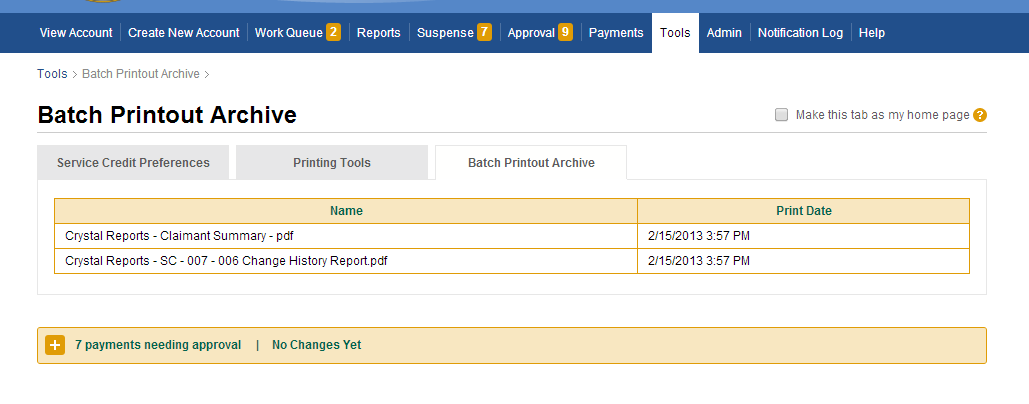 View Account Create New Account Work Queue 2 Reports Suspense 7 Approval 9 Payments Tools Admin Notification Log Help
Tools > Batch Printout Archive >
Batch Printout Archive
Make this tab as my home page ?
Service Credit Preferences Printing Tools Batch Printout Archive
Name Print Date
Crystal Reports - Claimant Summary - pdf 2/15/2013 3:57 PM
Crystal Reports - SC - 007 - 006 Change History Report.pdf 2/15/2013 3:57 PM
+ 7 payments needing approval | No Changes Yet